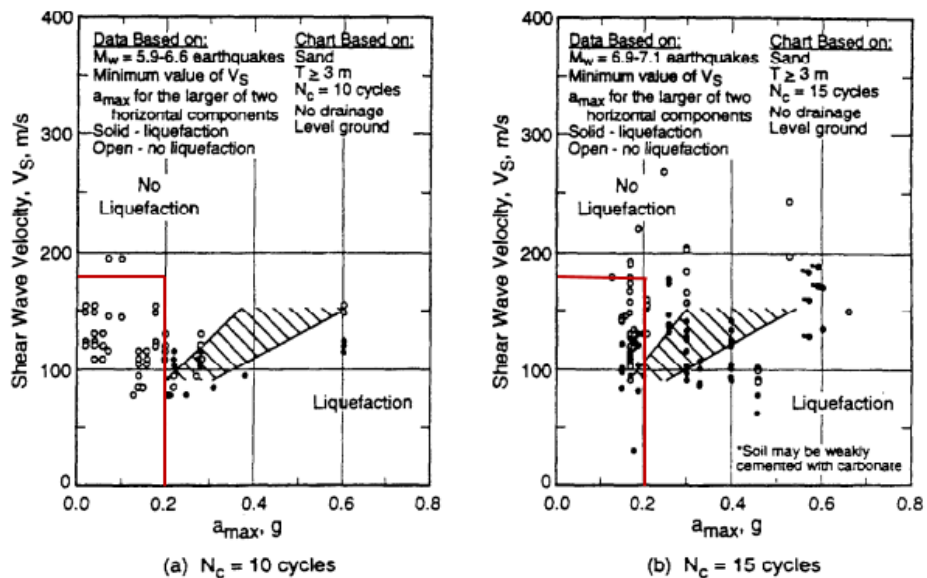 400
300
200
100
0
Shear Wave Velocity, VS, m/s
Data Based on:
Mw = 5.9-6.6 earthquakes
Minimum value of VS
amax for the larger of two
horizontal components
Solid - liquefaction
Open - no liquefaction
Chart Based on:
Sand
T ≥ 3 m
Nc = 10 cycles
No drainage
Level ground
No
Liquefaction
Liquefaction
0.0 0.2 0.4 0.6 0.8
amax, g
(a) Nc = 10 cycles
400
300
200
100
0
Shear Wave Velocity, VS, m/s
Data Based on:
Mw = 6.9-7.1 earthquakes
Minimum value of VS
amax for the larger of two
horizontal components
Solid - liquefaction
Open - no liquefaction
Chart Based on:
Sand
T ≥ 3 m
Nc = 15 cycles
No drainage
Level ground
No
Liquefaction
Liquefaction
*Soil may be weakly
cemented with carbonate
0.0 0.2 0.4 0.6 0.8
amax, g
(b) Nc = 15 cycles